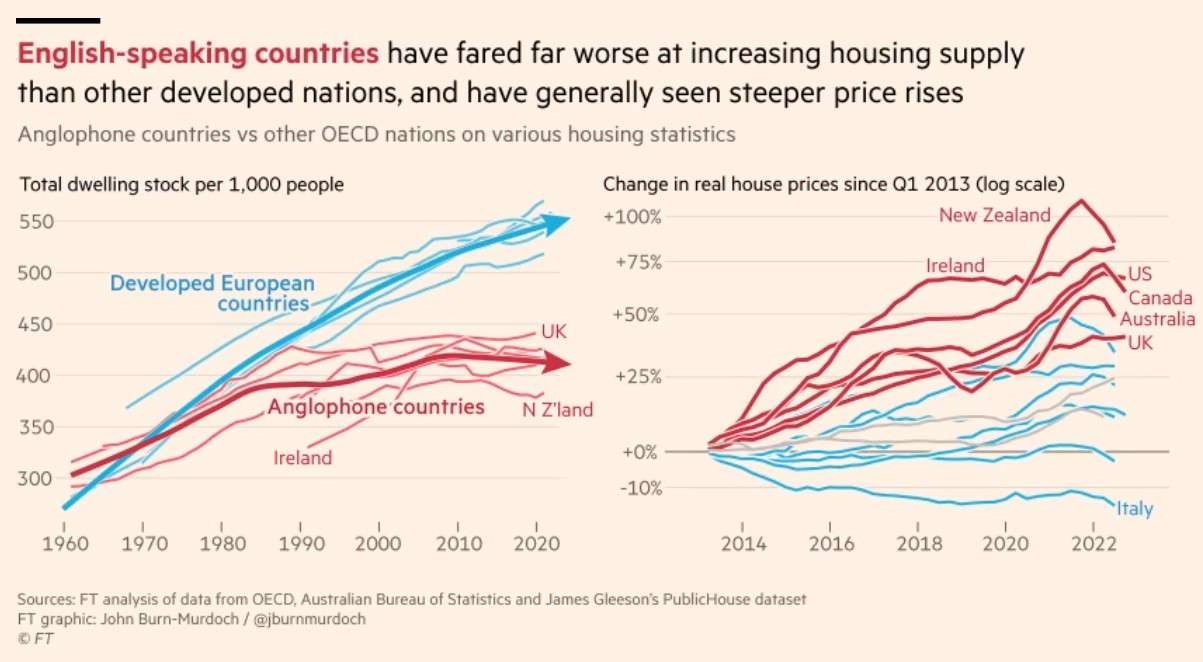 English-speaking countries have fared far worse at increasing housing supply
than other developed nations, and have generally seen steeper price rises
Anglophone countries vs other OECD nations on various housing statistics
Total dwelling stock per 1,000 people
550
500
450
400
350
300
1960
1970
1980
1990
2000
2010
2020
Developed European
countries
UK
Anglophone countries
N Z'land
Ireland
Change in real house prices since Q1 2013 (log scale)
+100%
+75%
+50%
+25%
+0%
-10%
2014
2016
2018
2020
2022
New Zealand
Ireland
US
Canada
Australia
UK
Italy
Sources: FT analysis of data from OECD, Australian Bureau of Statistics and James Gleeson's PublicHouse dataset
FT graphic: John Burn-Murdoch / @jburnmurdoch
© FT